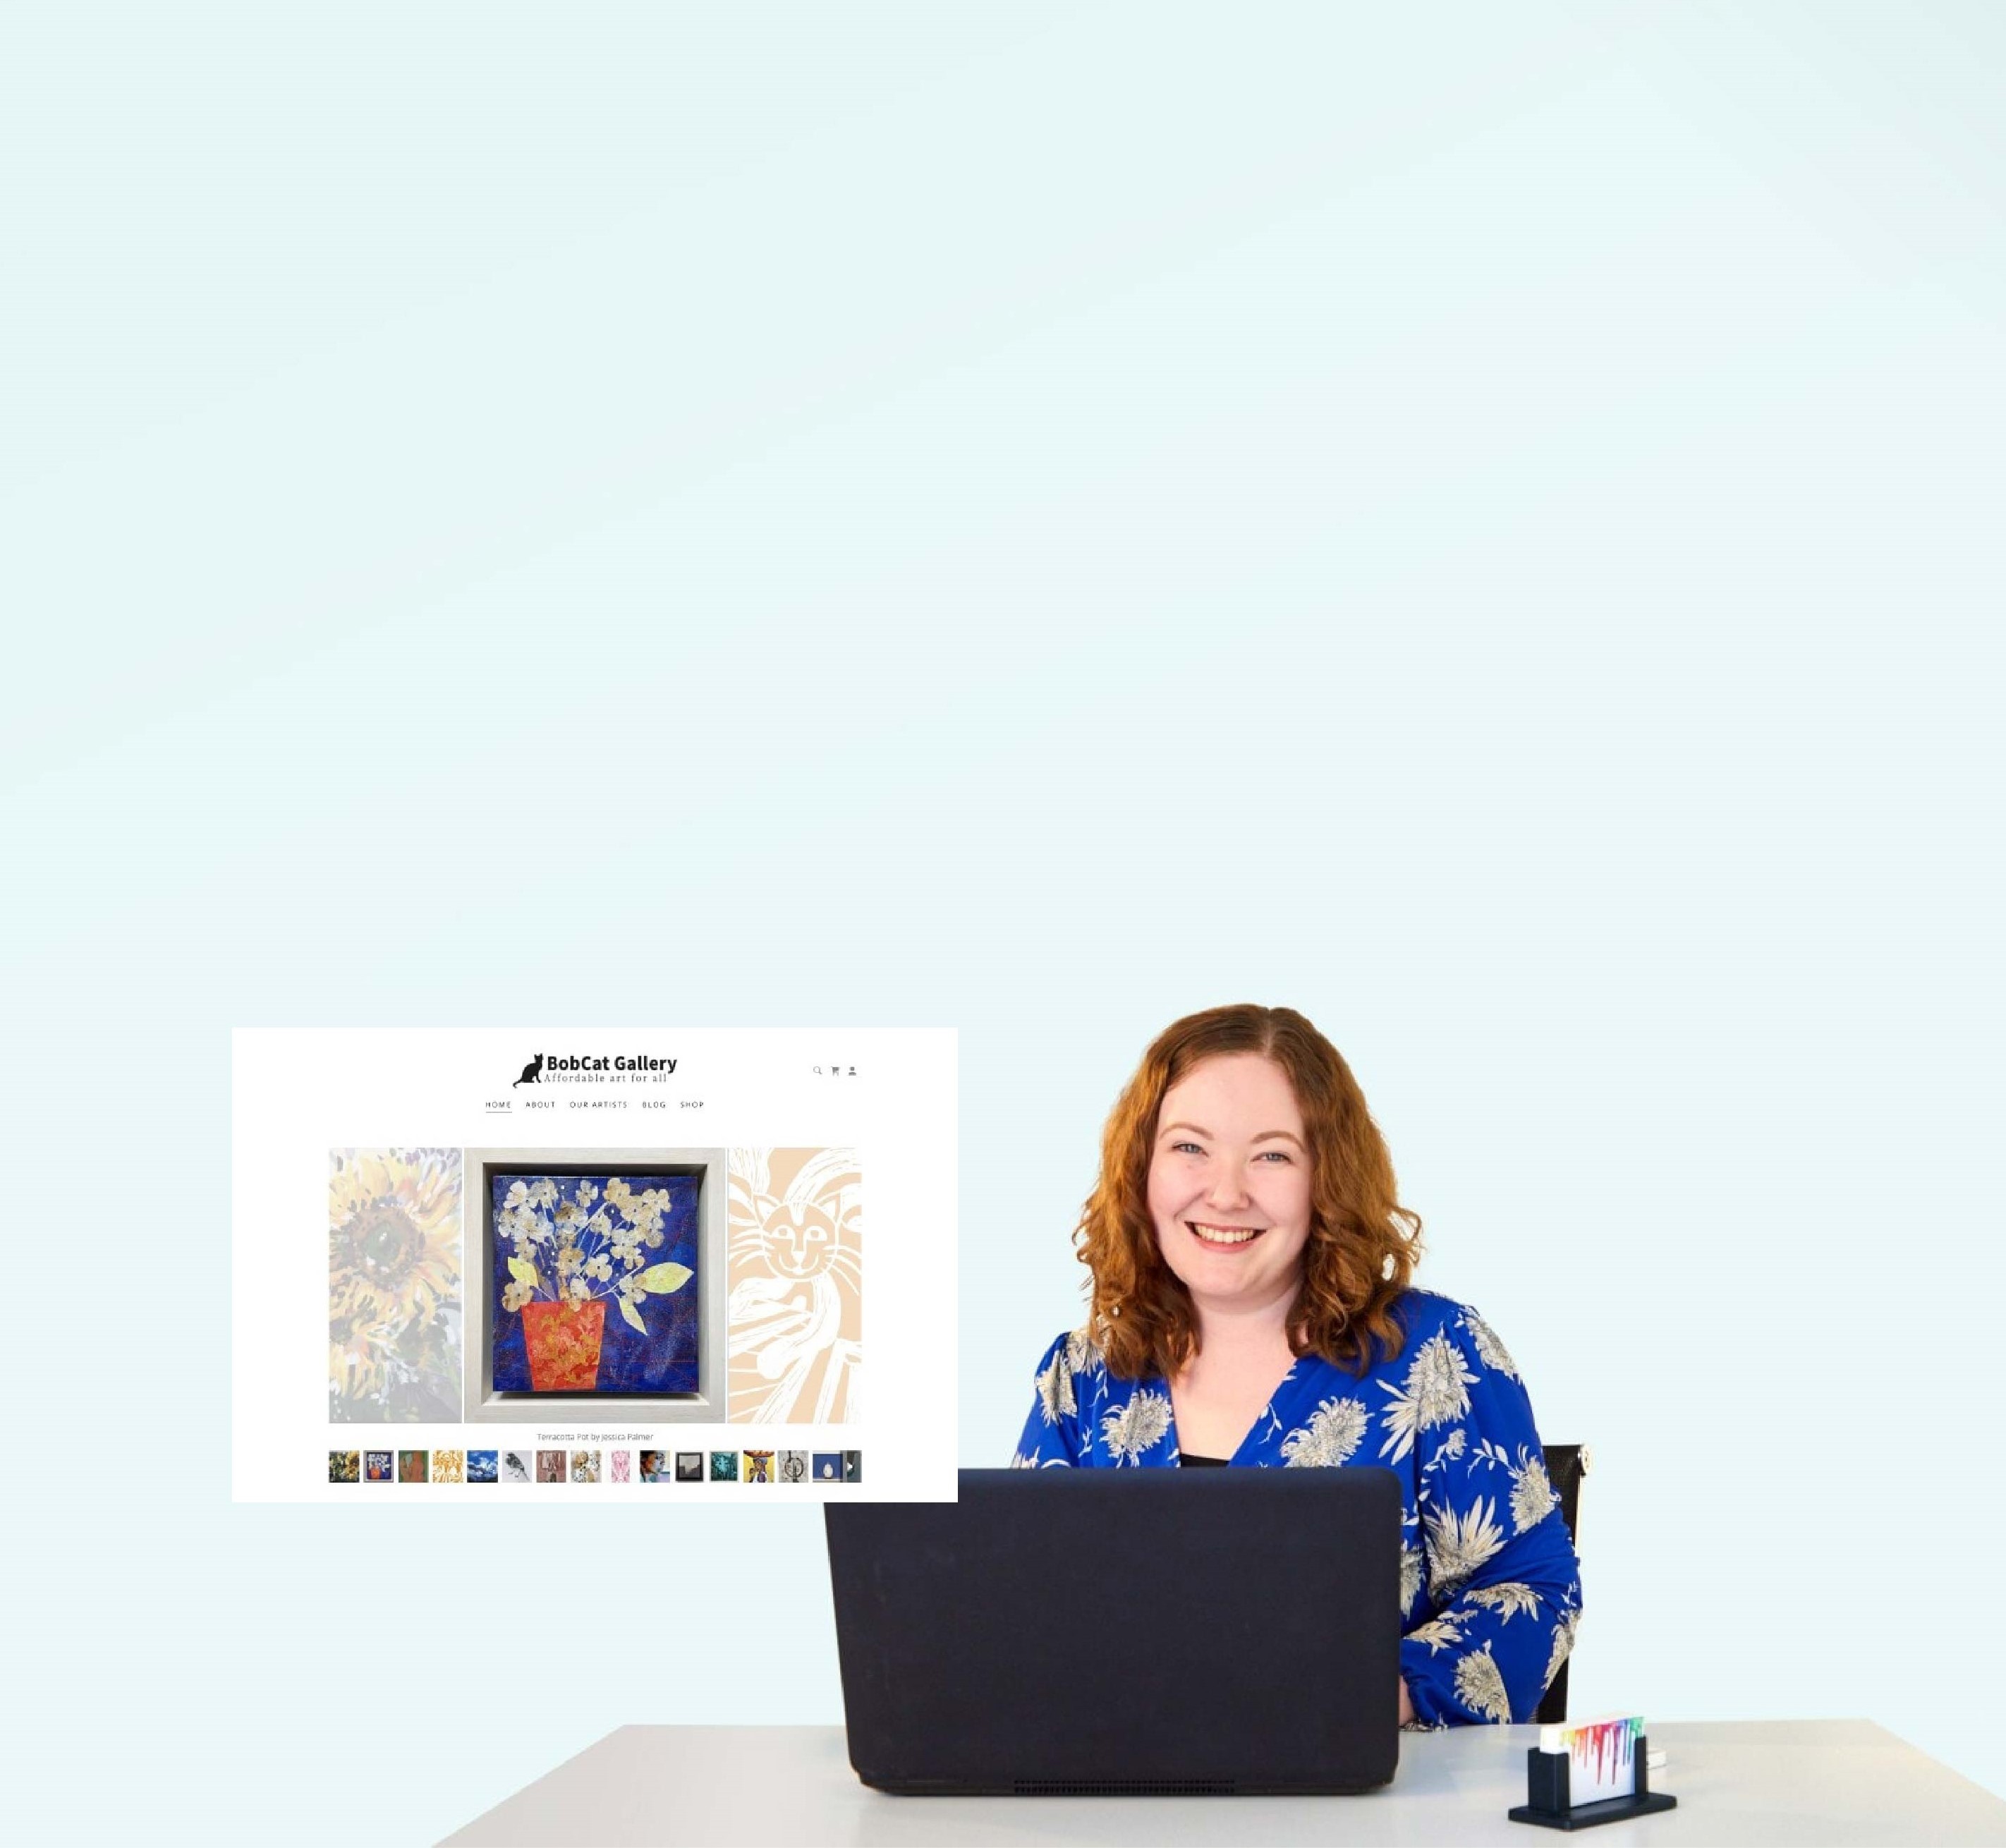 BobCat Gallery
Affordable art for all
HOME ABOUT OUR ARTISTS BLOG SHOP
Terracotta Pot by Jessica Palmer